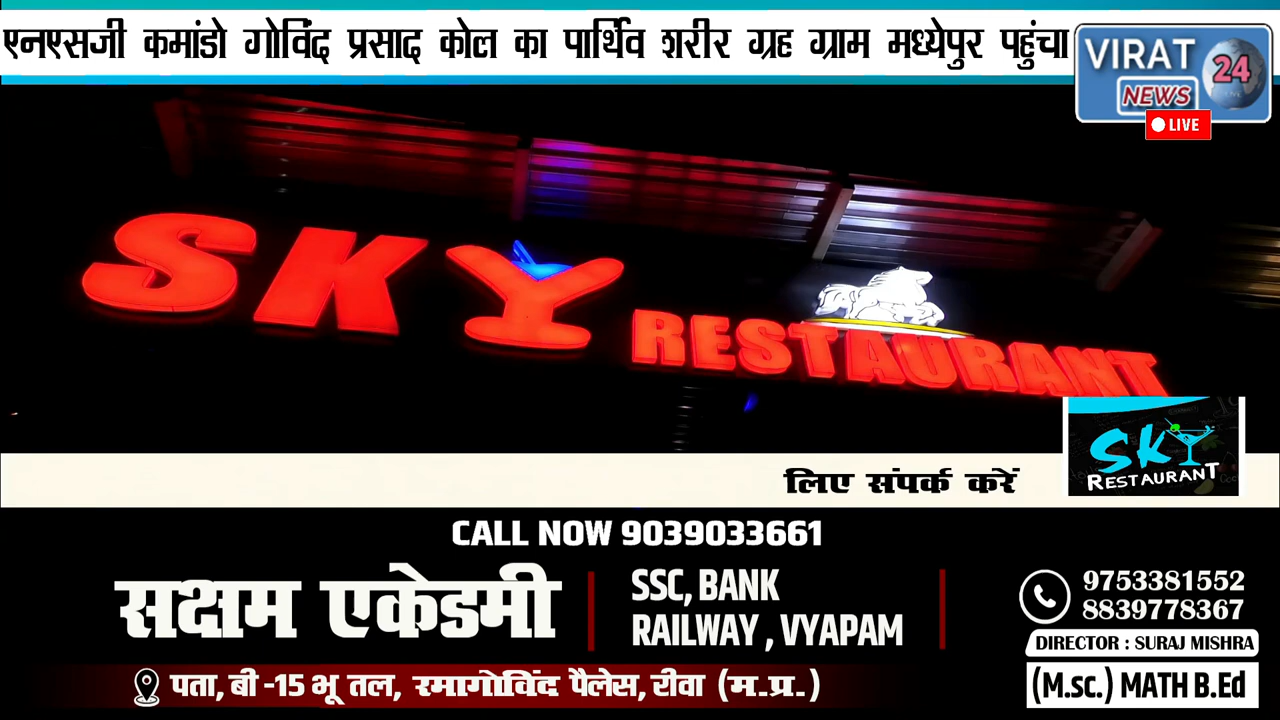 एनएसजी कमांडो गोविंद प्रसाद कोल का पार्थिव शरीर ग्रह ग्राम मध्येपुर पहुंचा
VIRAT
24
NEWS
LIVE
SKY RESTAURANT
SKY
RESTAURANT
लिए संपर्क करें
CALL NOW 9039033661
सक्षम एकेडमी
SSC, BANK
RAILWAY , VYAPAM
9753381552
8839778367
DIRECTOR : SURAJ MISHRA
(M.sc.) MATH B.Ed
पता, बी -15 भू तल, रमागोविंद पैलेस, रीवा (म.प्र.)